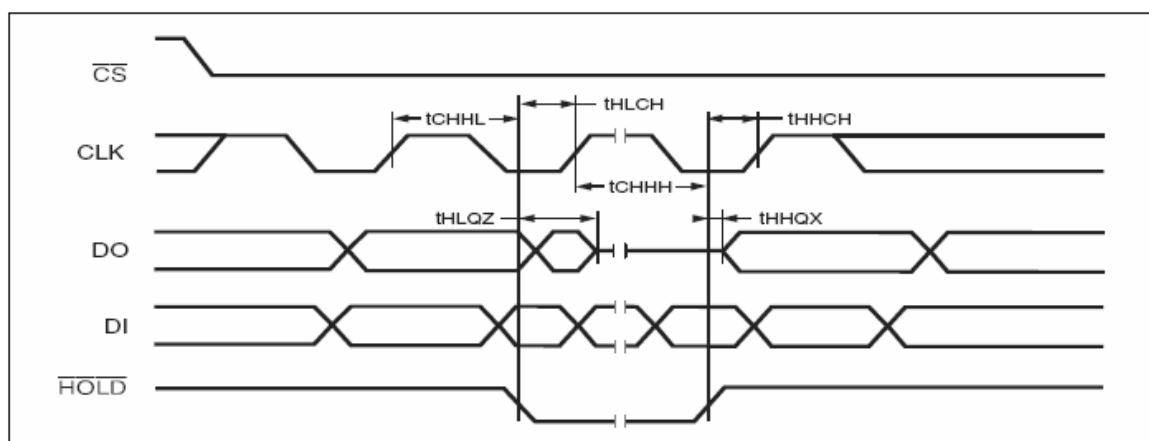 CS
tHLCH
tCHHL
tHHCH
CLK
tCHHH
tHLQZ
tHHQX
DO
DI
HOLD